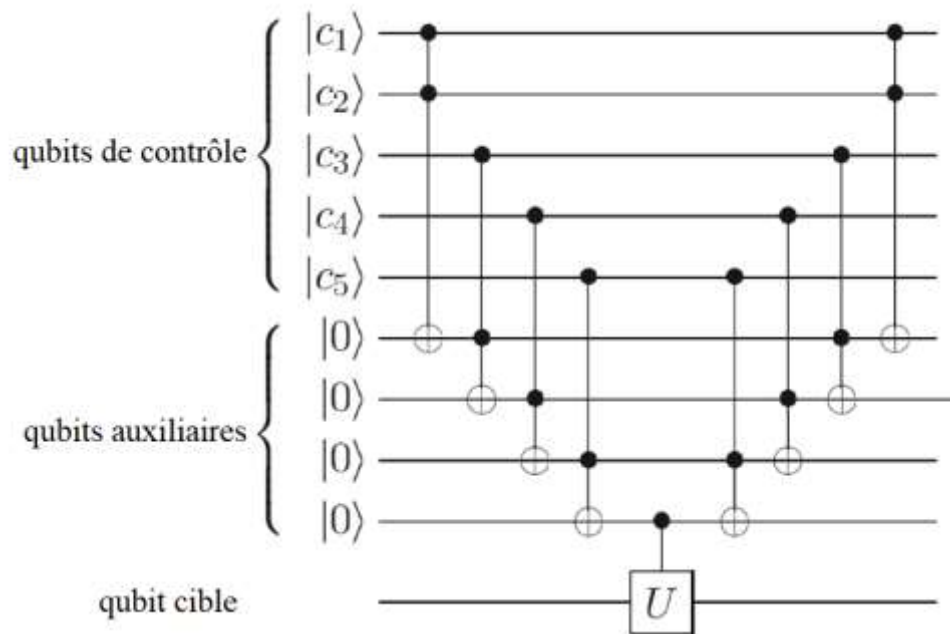 |c₁⟩
|c₂⟩
qubits de contrôle
|c₃⟩
|c₄⟩
|c₅⟩
|0⟩
|0⟩
qubits auxiliaires
|0⟩
|0⟩
qubit cible
U